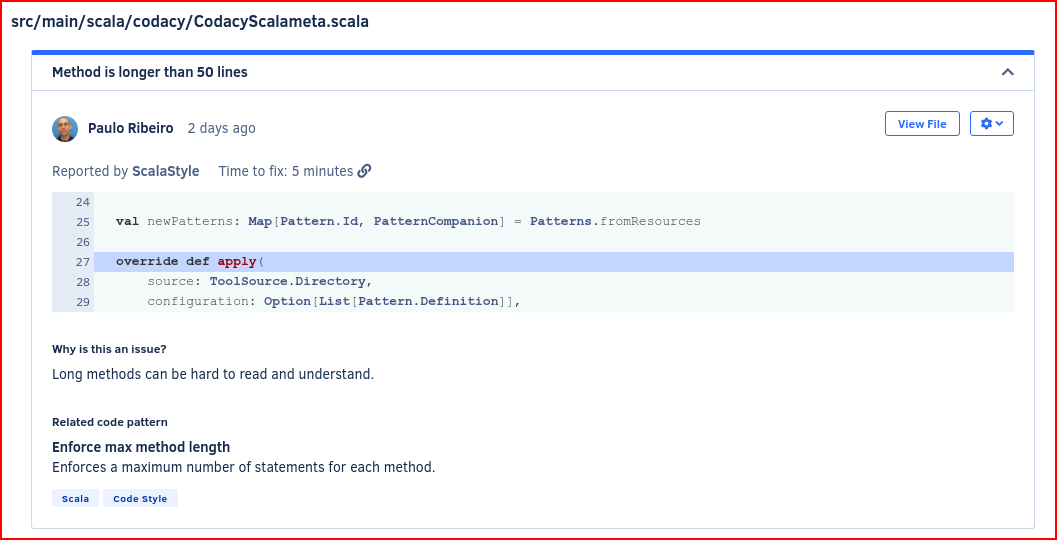 src/main/scala/codacy/CodacyScalameta.scala
Method is longer than 50 lines
Paulo Ribeiro 2 days ago
View File
Reported by ScalaStyle Time to fix: 5 minutes
24
25 val newPatterns: Map[Pattern.Id, PatternCompanion] = Patterns.fromResources
26
27 override def apply(
28 source: ToolSource.Directory,
29 configuration: Option[List[Pattern.Definition]],
Why is this an issue?
Long methods can be hard to read and understand.
Related code pattern
Enforce max method length
Enforces a maximum number of statements for each method.
Scala Code Style